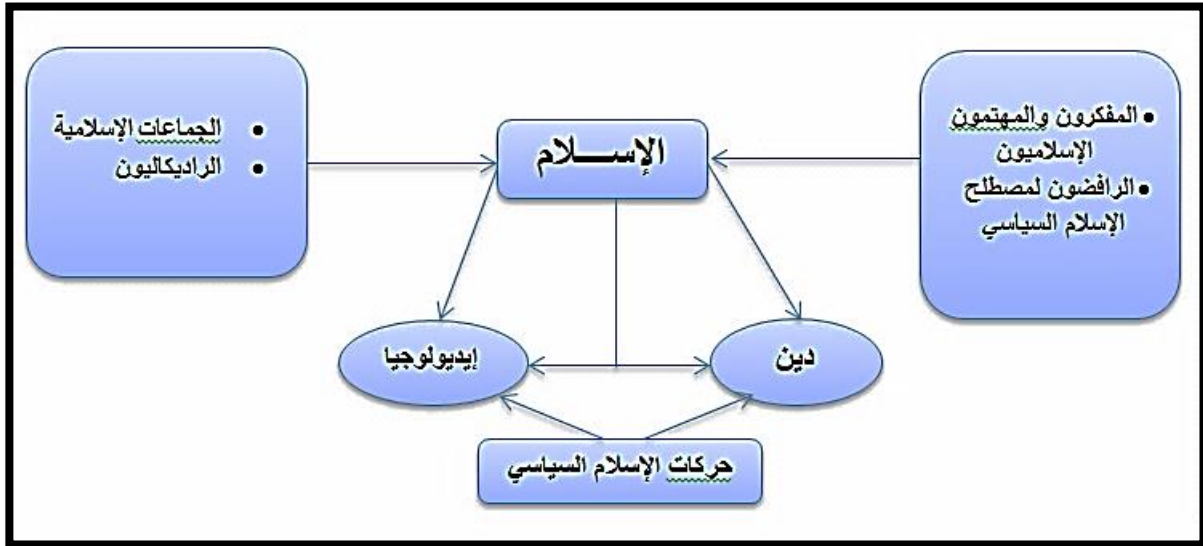 • المفكرون والمهتمون
الإسلاميون
• الرافضون لمصطلح
الإسلام السياسي
الإســـلام
• الجماعات الإسلامية
• الراديكاليون
دين
إيديولوجيا
حركات الإسلام السياسي